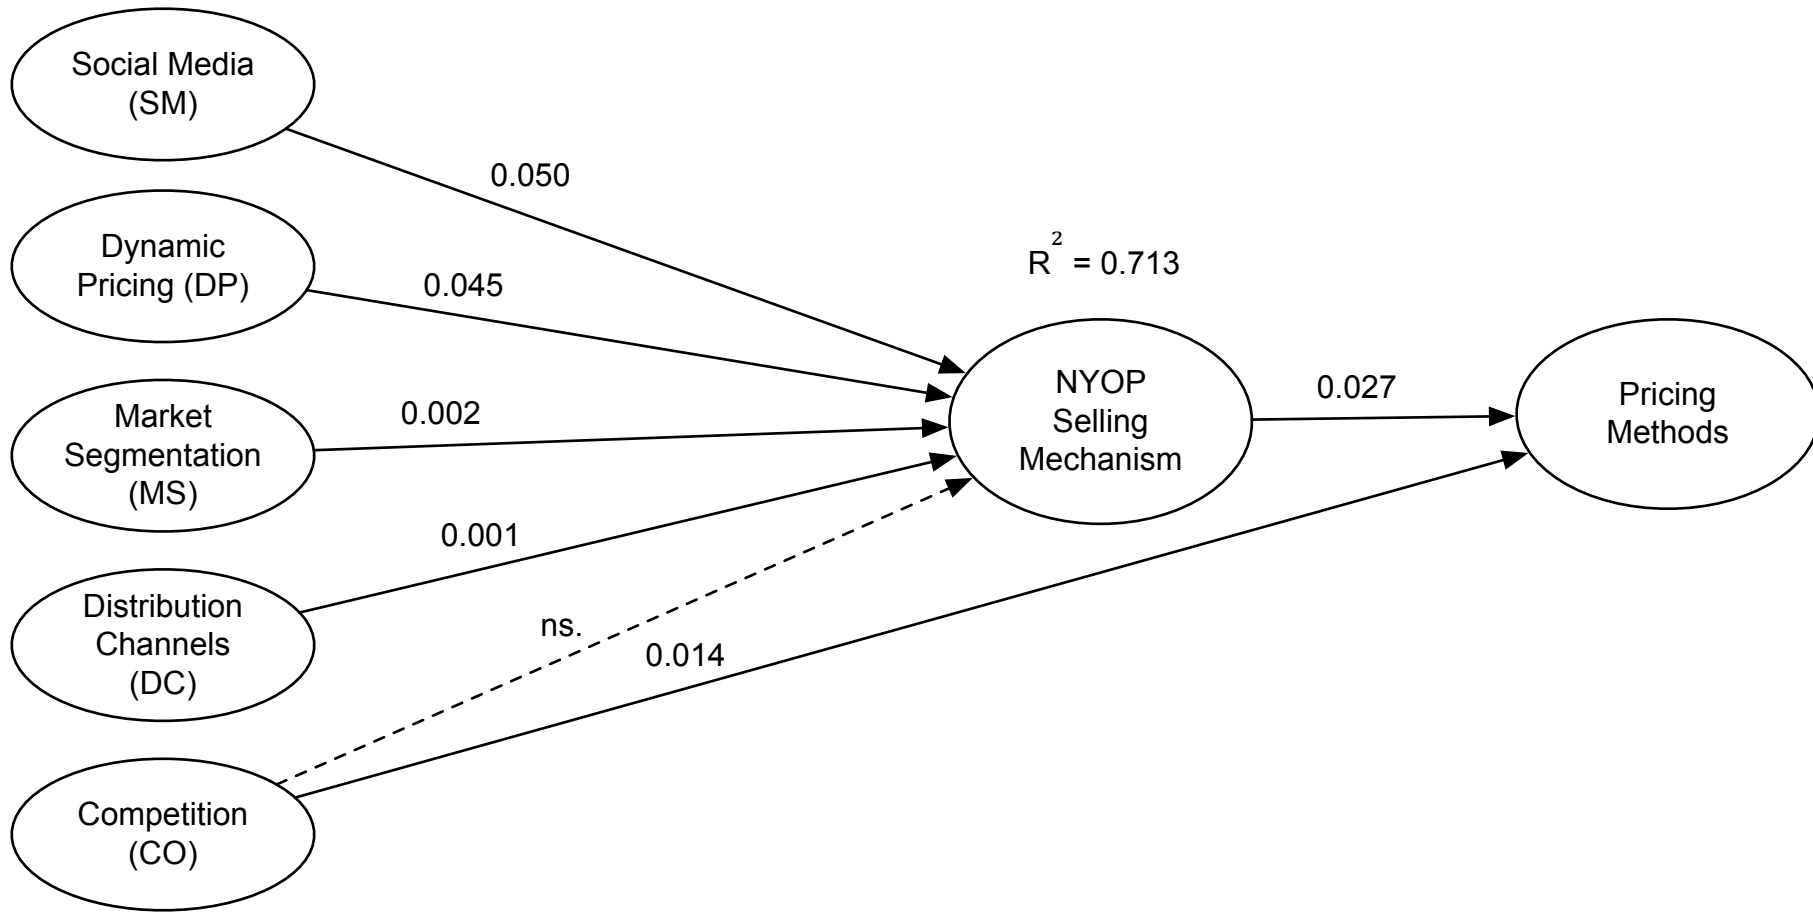 Social Media
(SM)
0.050
Dynamic
Pricing (DP)
0.045
R² = 0.713
Market
Segmentation
(MS)
0.002
NYOP
Selling
Mechanism
0.027
Pricing
Methods
Distribution
Channels
(DC)
0.001
ns.
0.014
Competition
(CO)